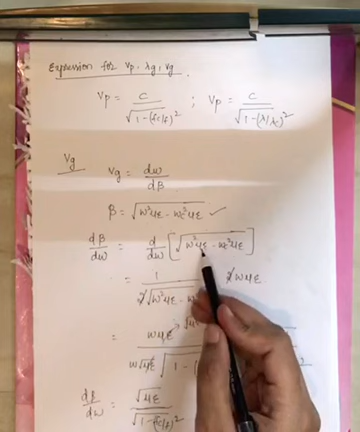 Expression for Vp, λg, Vg
Vp = C / √(1-(fc/f)²) ; Vp = C / √(1-(λ/λc)²)
Vg Vg = dω/dβ
β = √(ω²με - ωc²με) ✓
dβ/dω = d/dω [√(ω²με - ωc²με)]
= 1 / 2√(ω²με - ω 2ωμε
= ωμε / ω√με √(1 -
dβ/dω = √με / √(1-(fc/f)²)